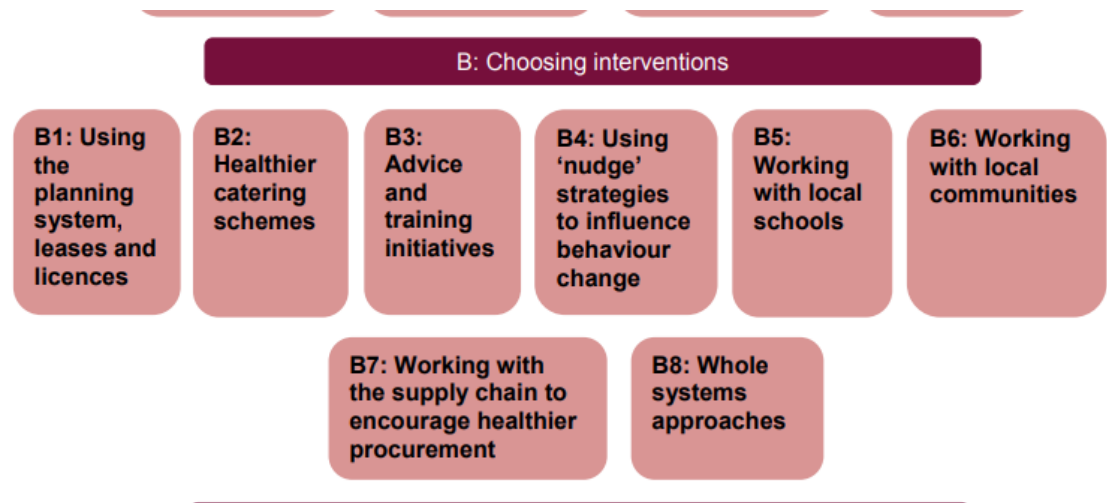 B: Choosing interventions
B1: Using
the
planning
system,
leases and
licences
B2:
Healthier
catering
schemes
B3:
Advice
and
training
initiatives
B4: Using
‘nudge’
strategies
to influence
behaviour
change
B5:
Working
with local
schools
B6: Working
with local
communities
B7: Working with
the supply chain to
encourage healthier
procurement
B8: Whole
systems
approaches